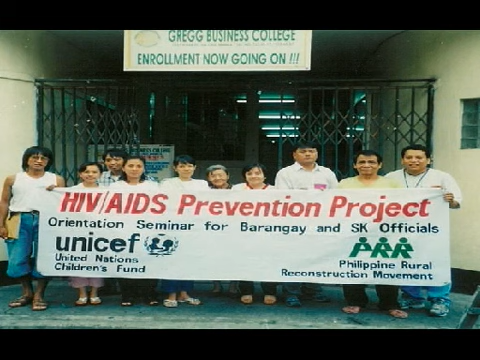 GREGG BUSINESS COLLEGE
ENROLLMENT NOW GOING ON !!!
HIV/AIDS Prevention Project
Orientation Seminar for Barangay and SK Officials
unicef
United Nations
Children's Fund
Philippine Rural
Reconstruction Movement